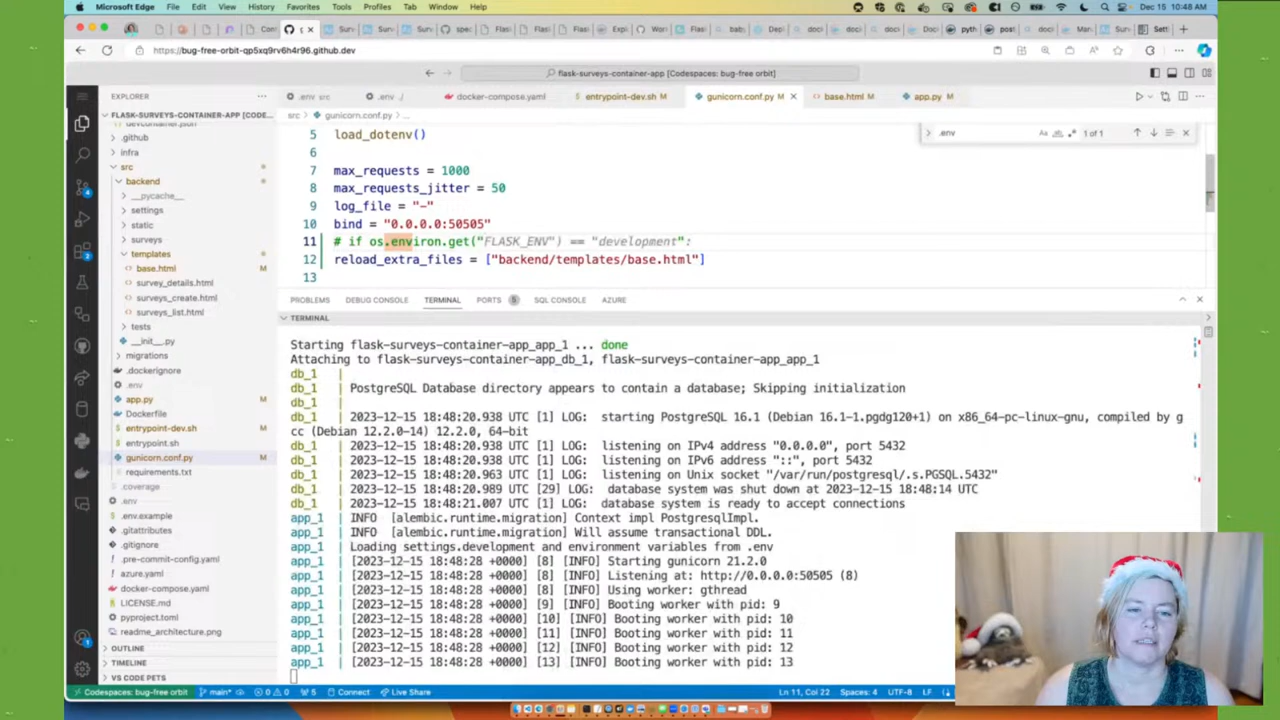 Microsoft Edge File Edit View History Favorites Tools Profiles Tab Window Help Dec 15 10:48 AM
https://bug-free-orbit-qp5xq9rv6h4r96.github.dev
flask-surveys-container-app [Codespaces: bug-free orbit]
EXPLORER
.env src .env ./ docker-compose.yaml entrypoint-dev.sh M gunicorn.conf.py M base.html M app.py M
FLASK-SURVEYS-CONTAINER-APP [CODE...
src gunicorn.conf.py ...
.env Aa ab 1 of 1
devcontainer.json
.github
infra
src
backend
__pycache__
settings
static
surveys
templates
base.html M
survey_details.html
surveys_create.html
surveys_list.html
tests
__init__.py
migrations
.dockerignore
.env
app.py M
Dockerfile
entrypoint-dev.sh M
entrypoint.sh
gunicorn.conf.py M
requirements.txt
.coverage
.env
.env.example
.gitattributes
.gitignore
.pre-commit-config.yaml
azure.yaml
docker-compose.yaml
LICENSE.md
pyproject.toml
readme_architecture.png
OUTLINE
TIMELINE
VS CODE PETS
5 load_dotenv()
6
7 max_requests = 1000
8 max_requests_jitter = 50
9 log_file = "-"
10 bind = "0.0.0.0:50505"
11 # if os.environ.get("FLASK_ENV") == "development":
12 reload_extra_files = ["backend/templates/base.html"]
13
PROBLEMS DEBUG CONSOLE TERMINAL PORTS 5 SQL CONSOLE AZURE
TERMINAL
Starting flask-surveys-container-app_app_1 ... done
Attaching to flask-surveys-container-app_db_1, flask-surveys-container-app_app_1
db_1 |
db_1 | PostgreSQL Database directory appears to contain a database; Skipping initialization
db_1 |
db_1 | 2023-12-15 18:48:20.938 UTC [1] LOG: starting PostgreSQL 16.1 (Debian 16.1-1.pgdg120+1) on x86_64-pc-linux-gnu, compiled by g
cc (Debian 12.2.0-14) 12.2.0, 64-bit
db_1 | 2023-12-15 18:48:20.938 UTC [1] LOG: listening on IPv4 address "0.0.0.0", port 5432
db_1 | 2023-12-15 18:48:20.938 UTC [1] LOG: listening on IPv6 address "::", port 5432
db_1 | 2023-12-15 18:48:20.963 UTC [1] LOG: listening on Unix socket "/var/run/postgresql/.s.PGSQL.5432"
db_1 | 2023-12-15 18:48:20.989 UTC [29] LOG: database system was shut down at 2023-12-15 18:48:14 UTC
db_1 | 2023-12-15 18:48:21.007 UTC [1] LOG: database system is ready to accept connections
app_1 | INFO [alembic.runtime.migration] Context impl PostgresqlImpl.
app_1 | INFO [alembic.runtime.migration] Will assume transactional DDL.
app_1 | Loading settings.development and environment variables from .env
app_1 | [2023-12-15 18:48:28 +0000] [8] [INFO] Starting gunicorn 21.2.0
app_1 | [2023-12-15 18:48:28 +0000] [8] [INFO] Listening at: http://0.0.0.0:50505 (8)
app_1 | [2023-12-15 18:48:28 +0000] [8] [INFO] Using worker: gthread
app_1 | [2023-12-15 18:48:28 +0000] [9] [INFO] Booting worker with pid: 9
app_1 | [2023-12-15 18:48:28 +0000] [10] [INFO] Booting worker with pid: 10
app_1 | [2023-12-15 18:48:28 +0000] [11] [INFO] Booting worker with pid: 11
app_1 | [2023-12-15 18:48:28 +0000] [12] [INFO] Booting worker with pid: 12
app_1 | [2023-12-15 18:48:28 +0000] [13] [INFO] Booting worker with pid: 13
Codespaces: bug-free orbit main* 0 0 5 Connect Live Share Ln 11, Col 22 Spaces: 4 UTF-8 LF